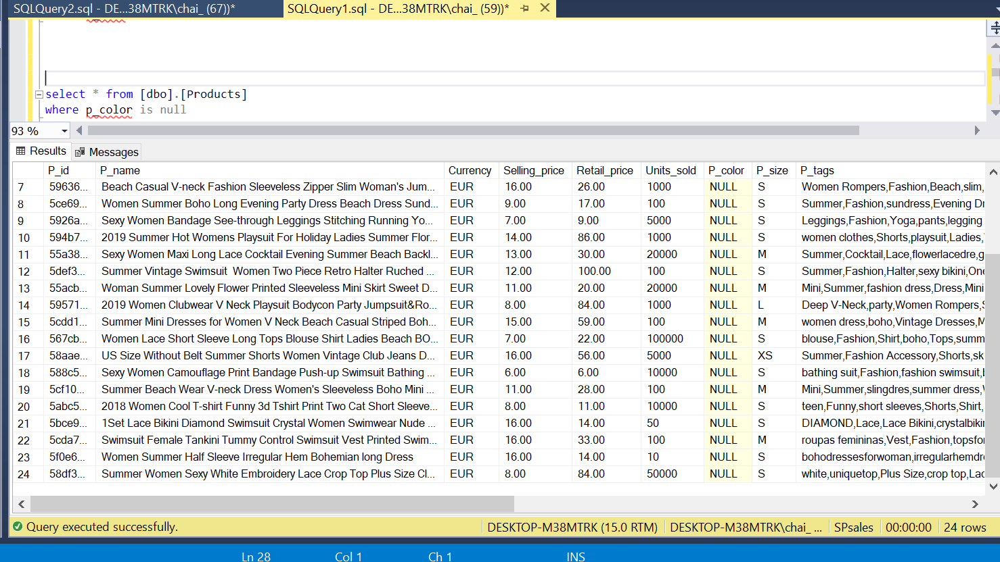 SQLQuery2.sql - DE...38MTRK\chai_ (67))* SQLQuery1.sql - DE...38MTRK\chai_ (59))*
select * from [dbo].[Products]
where p_color is null
93 %
Results Messages
P_id P_name Currency Selling_price Retail_price Units_sold P_color P_size P_tags
7 59636... Beach Casual V-neck Fashion Sleeveless Zipper Slim Woman's Jum... EUR 16.00 26.00 1000 NULL S Women Rompers,Fashion,Beach,slim,
8 5ce69... Women Summer Boho Long Evening Party Dress Beach Dress Sund... EUR 9.00 17.00 100 NULL S Summer,Fashion,sundress,Evening Dr
9 5926a... Sexy Women Bandage See-through Leggings Stitching Running Yo... EUR 7.00 9.00 5000 NULL S Leggings,Fashion,Yoga,pants,legging
10 594b7... 2019 Summer Hot Womens Playsuit For Holiday Ladies Summer Flor... EUR 14.00 86.00 1000 NULL S women clothes,Shorts,playsuit,Ladies,
11 55a38... Sexy Women Maxi Long Lace Cocktail Evening Summer Beach Backl... EUR 13.00 30.00 20000 NULL M Summer,Cocktail,Lace,flowerlacedre,g
12 5def3... Summer Vintage Swimsuit  Women Two Piece Retro Halter Ruched ... EUR 12.00 100.00 100 NULL S Summer,Fashion,Halter,sexy bikini,One
13 55acb... Woman Summer Lovely Flower Printed Sleeveless Mini Skirt Sweet D... EUR 11.00 20.00 20000 NULL M Mini,Summer,fashion dress,Dress,Mini
14 59571... 2019 Women Clubwear V Neck Playsuit Bodycon Party Jumpsuit&Ro... EUR 8.00 84.00 1000 NULL L Deep V-Neck,party,Women Rompers,S
15 5cdd1... Summer Mini Dresses for Women V Neck Beach Casual Striped Boh... EUR 15.00 59.00 100 NULL M women dress,boho,Vintage Dresses,M
16 567cb... Women Lace Short Sleeve Long Tops Blouse Shirt Ladies Beach BO... EUR 7.00 22.00 100000 NULL S blouse,Fashion,Shirt,boho,Tops,summ
17 58aae... US Size Without Belt Summer Shorts Women Vintage Club Jeans D... EUR 16.00 56.00 5000 NULL XS Summer,Fashion Accessory,Shorts,sk
18 588c5... Sexy Women Camouflage Print Bandage Push-up Swimsuit Bathing ... EUR 6.00 6.00 10000 NULL S bathing suit,Fashion,fashion swimsuit,b
19 5cf10... Summer Beach Wear V-neck Dress Women's Sleeveless Boho Mini ... EUR 11.00 28.00 100 NULL M Mini,Summer,slingdres,summer dress,
20 5abc5... 2018 Women Cool T-shirt Funny 3d Tshirt Print Two Cat Short Sleeve... EUR 8.00 11.00 10000 NULL S teen,Funny,short sleeves,Shorts,Shirt,
21 5bce9... 1Set Lace Bikini Diamond Swimsuit Crystal Women Swimwear Nude ... EUR 16.00 14.00 50 NULL S DIAMOND,Lace,Lace Bikini,crystalbikin
22 5cda7... Swimsuit Female Tankini Tummy Control Swimsuit Vest Printed Swim... EUR 16.00 33.00 100 NULL M roupas femininas,Vest,Fashion,topsfor
23 5f0e6... Women Summer Half Sleeve Irregular Hem Bohemian long Dress EUR 16.00 14.00 10 NULL S bohodressesforwoman,irregularhemdre
24 58df3... Summer Women Sexy White Embroidery Lace Crop Top Plus Size Cl... EUR 8.00 84.00 50000 NULL S white,uniquetop,Plus Size,crop top,Lac
Query executed successfully. DESKTOP-M38MTRK (15.0 RTM) DESKTOP-M38MTRK\chai_ ... SPsales 00:00:00 24 rows
Ln 28 Col 1 Ch 1 INS